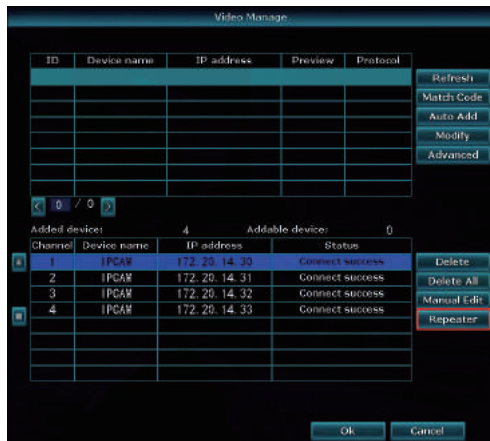 Video Manage
ID Device name IP address Preview Protocol
Refresh
Match Code
Auto Add
Modify
Advanced
< 0 / 0 >
Added device: 4 Addable device: 0
Channel Device name IP address Status
1 IPCAM 172.20.14.30 Connect success Delete
2 IPCAM 172.20.14.31 Connect success Delete All
3 IPCAM 172.20.14.32 Connect success Manual Edit
4 IPCAM 172.20.14.33 Connect success Repeater
Ok Cancel